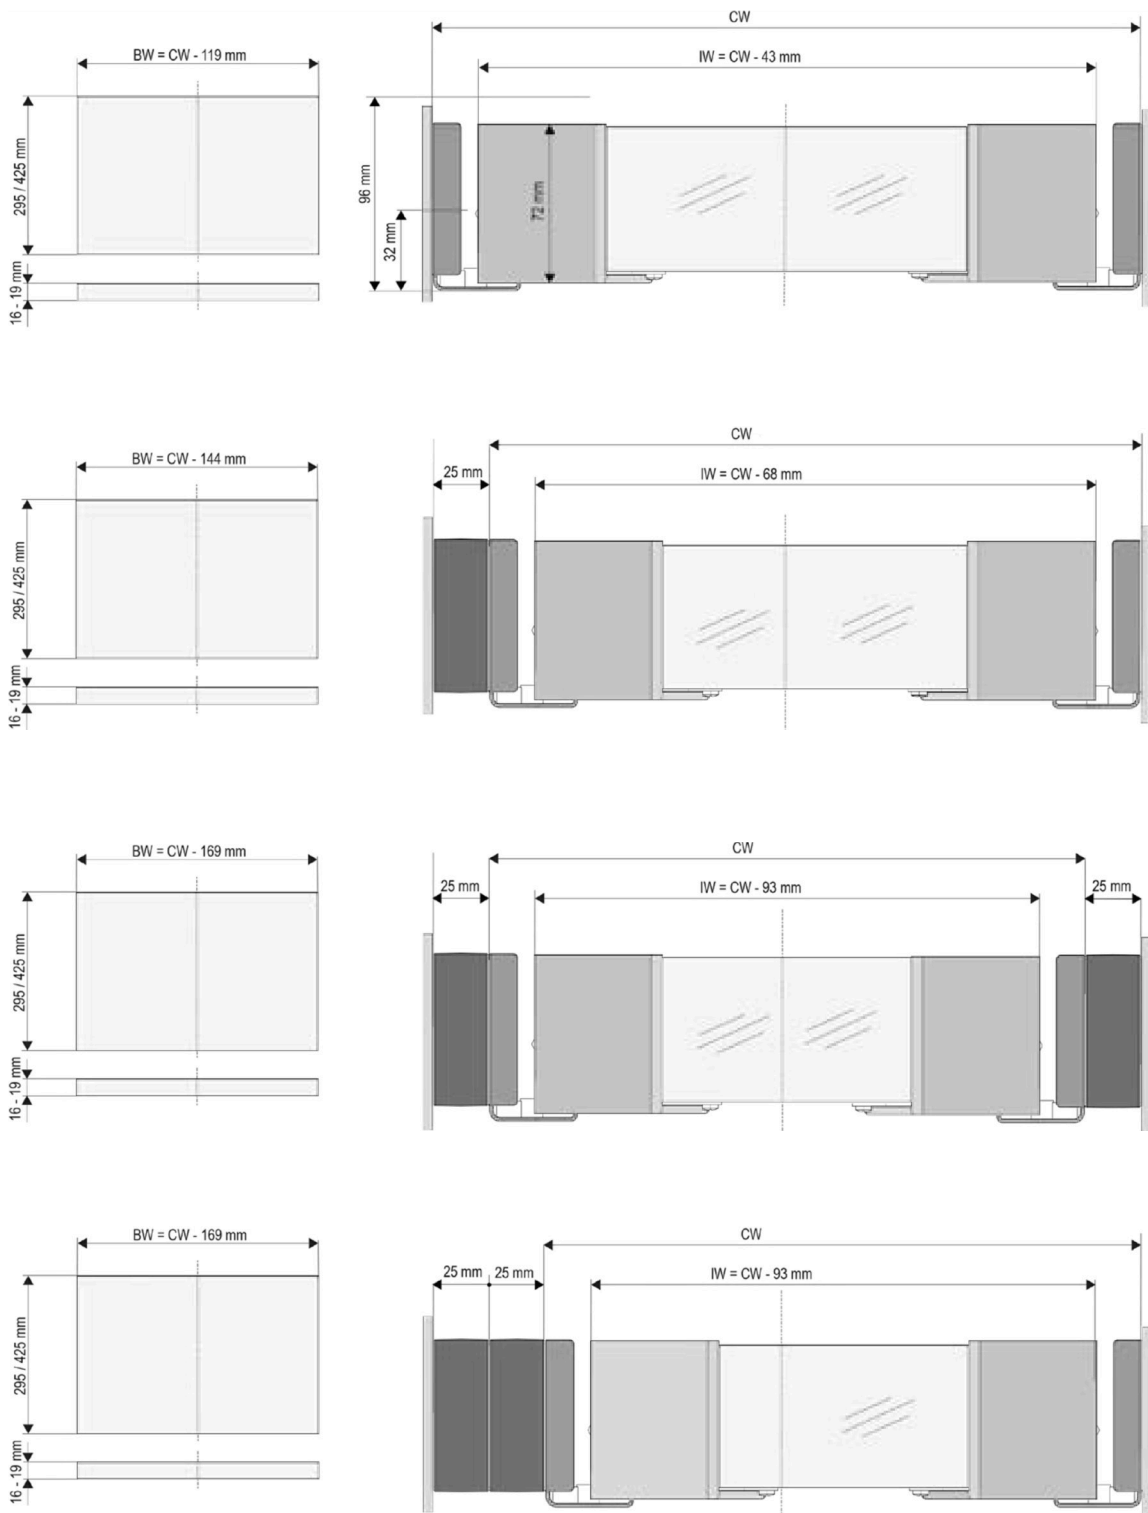 CW
BW = CW - 119 mm
IW = CW - 43 mm
295 / 425 mm
96 mm
72 mm
32 mm
16 - 19 mm
CW
BW = CW - 144 mm
25 mm
IW = CW - 68 mm
295 / 425 mm
16 - 19 mm
CW
BW = CW - 169 mm
25 mm
IW = CW - 93 mm
25 mm
295 / 425 mm
16 - 19 mm
CW
BW = CW - 169 mm
25 mm
25 mm
IW = CW - 93 mm
295 / 425 mm
16 - 19 mm